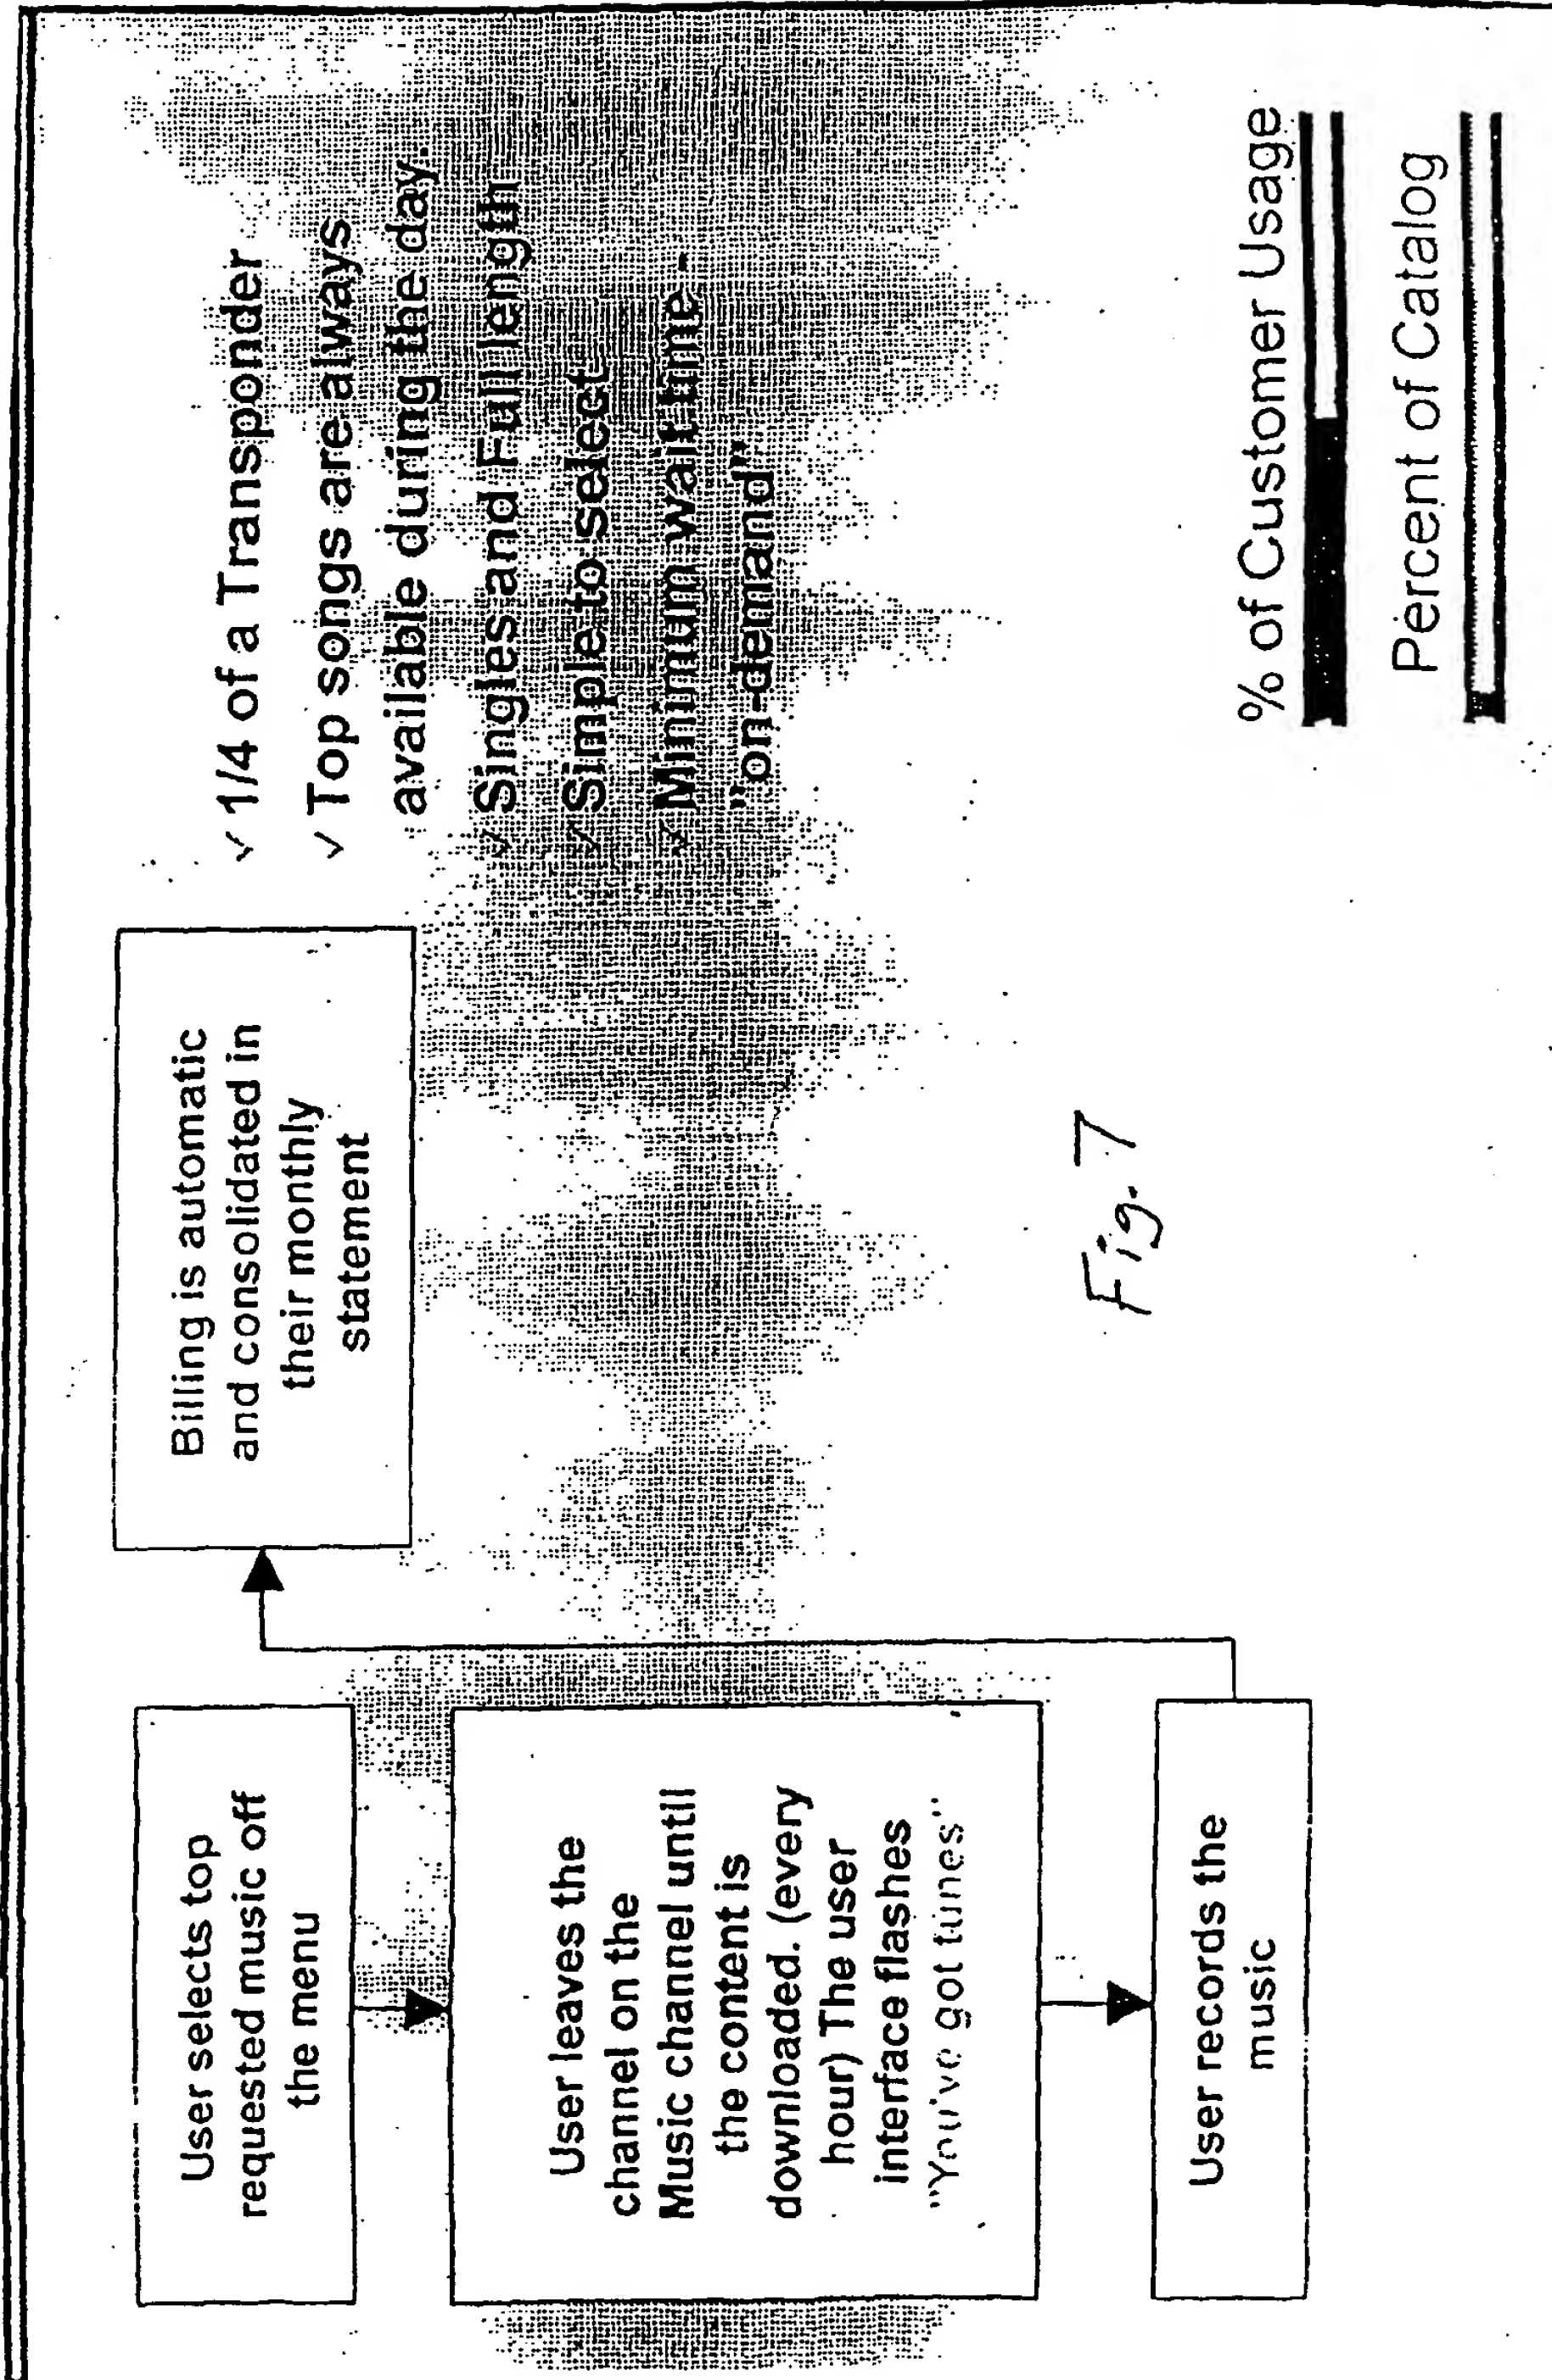 User selects top
requested music off
the menu
User leaves the
channel on the
Music channel until
the content is
downloaded. (every
hour) The user
interface flashes
"You've got tunes"
User records the
music
Billing is automatic
and consolidated in
their monthly
statement
✓ 1/4 of a Transponder
✓ Top songs are always
available during the day.
✓ Singles and Full length
✓ Simple to select
✓ Minimum wait time -
"on-demand"
Fig. 7
% of Customer Usage
Percent of Catalog